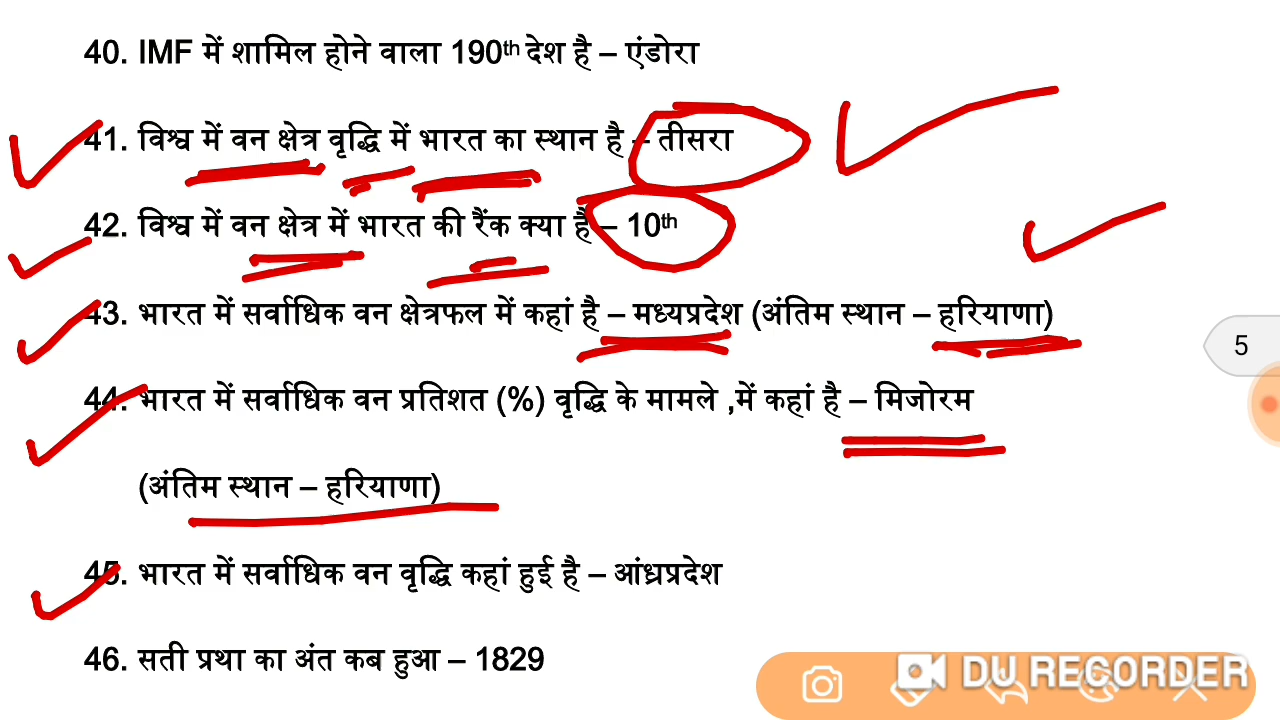 40. IMF में शामिल होने वाला 190th देश है – एंडोरा
41. विश्व में वन क्षेत्र वृद्धि में भारत का स्थान है – तीसरा
42. विश्व में वन क्षेत्र में भारत की रैंक क्या है – 10th
43. भारत में सर्वाधिक वन क्षेत्रफल में कहां है – मध्यप्रदेश (अंतिम स्थान – हरियाणा)
5
44. भारत में सर्वाधिक वन प्रतिशत (%) वृद्धि के मामले ,में कहां है – मिजोरम
(अंतिम स्थान – हरियाणा)
45. भारत में सर्वाधिक वन वृद्धि कहां हुई है – आंध्रप्रदेश
46. सती प्रथा का अंत कब हुआ – 1829
DU RECORDER